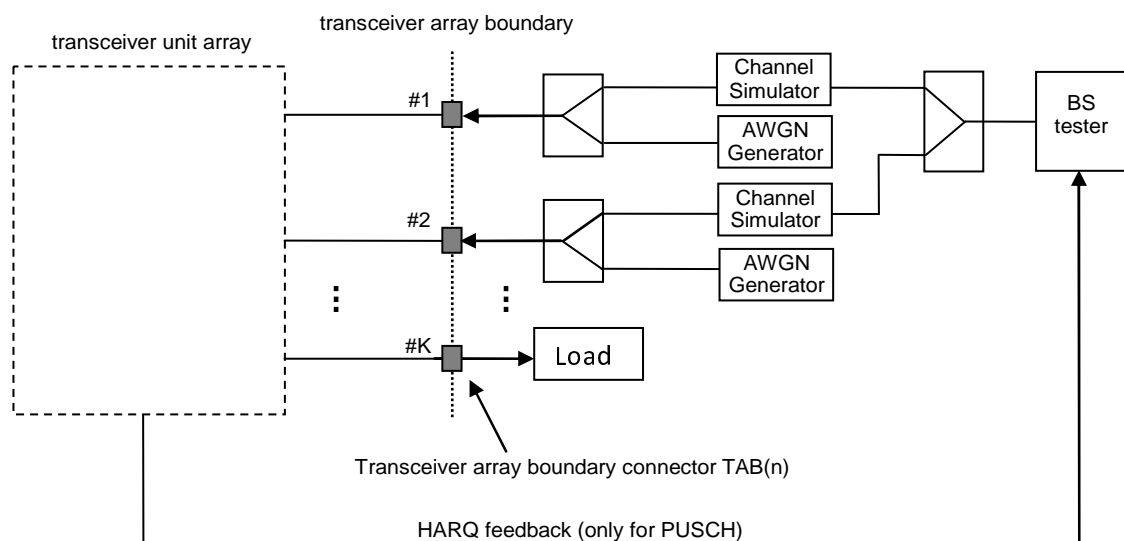 transceiver array boundary
transceiver unit array
Channel
Simulator
BS
tester
#1
AWGN
Generator
Channel
Simulator
#2
AWGN
Generator
#K
Load
Transceiver array boundary connector TAB(n)
HARQ feedback (only for PUSCH)